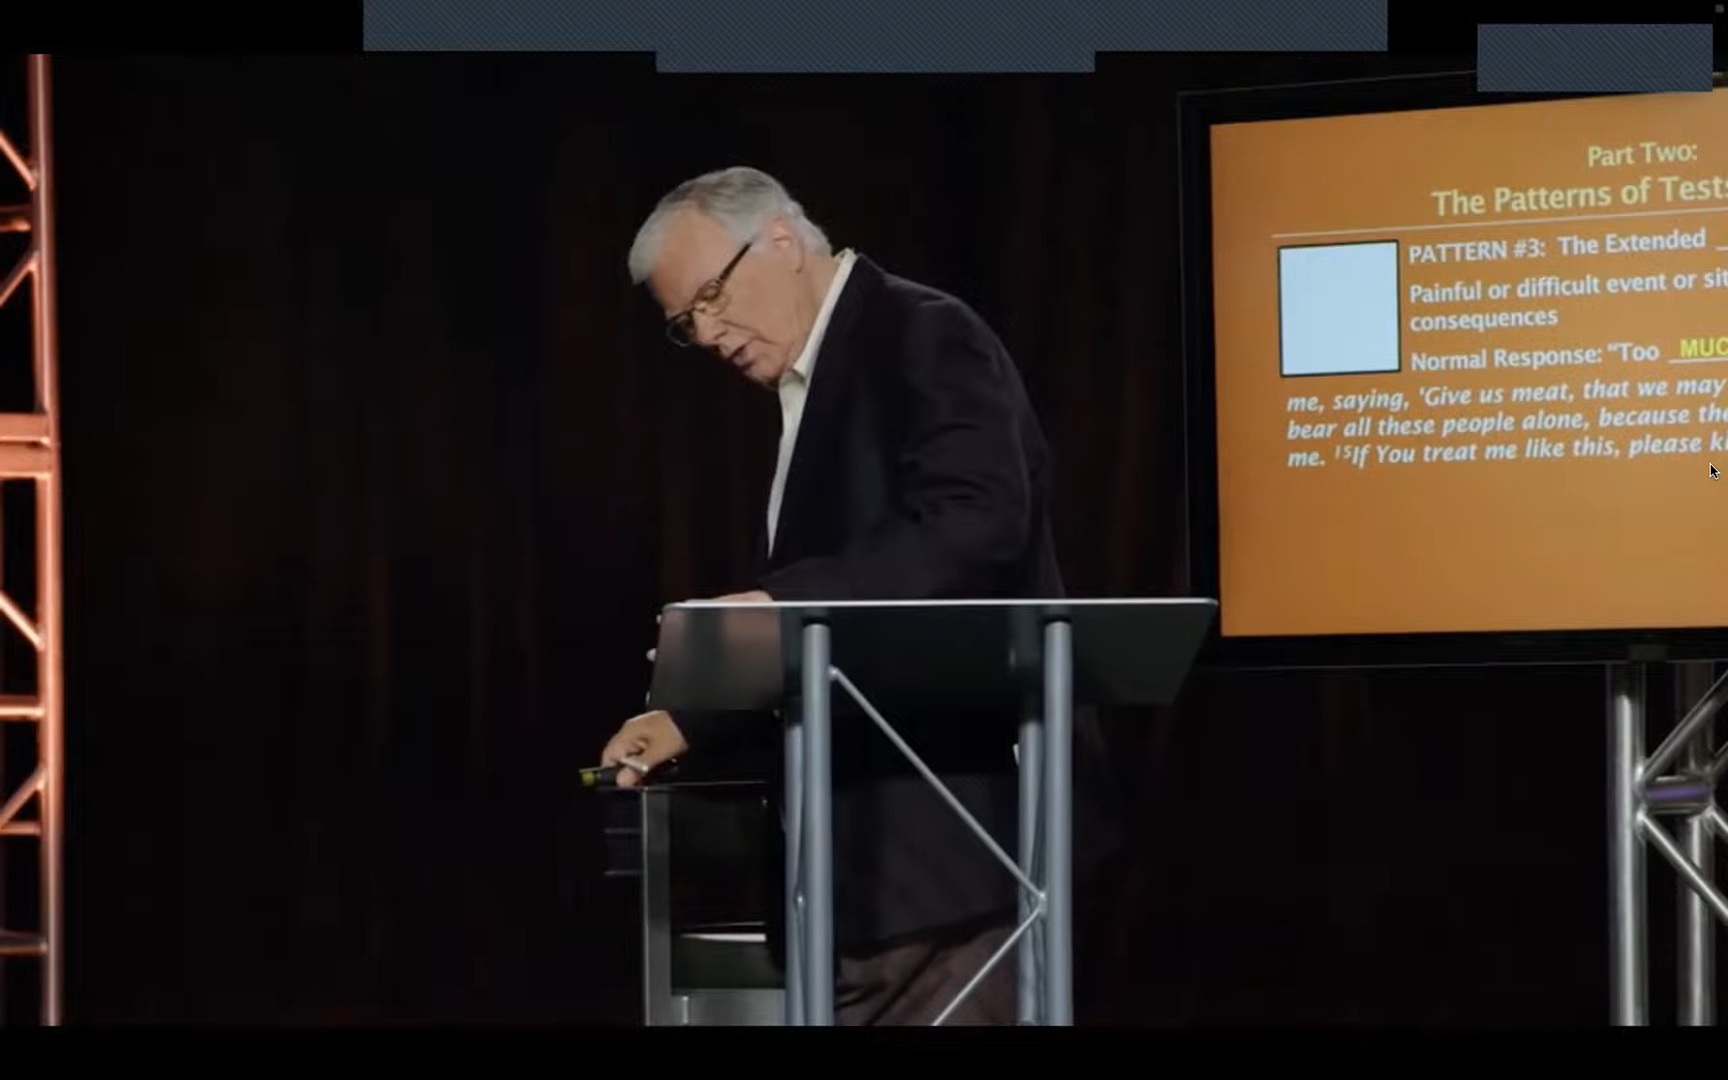 Part Two:
The Patterns of Test
PATTERN #3: The Extended
Painful or difficult event or sit
consequences
Normal Response: "Too MUC
me, saying, 'Give us meat, that we may
bear all these people alone, because the
me. ¹⁵If You treat me like this, please k